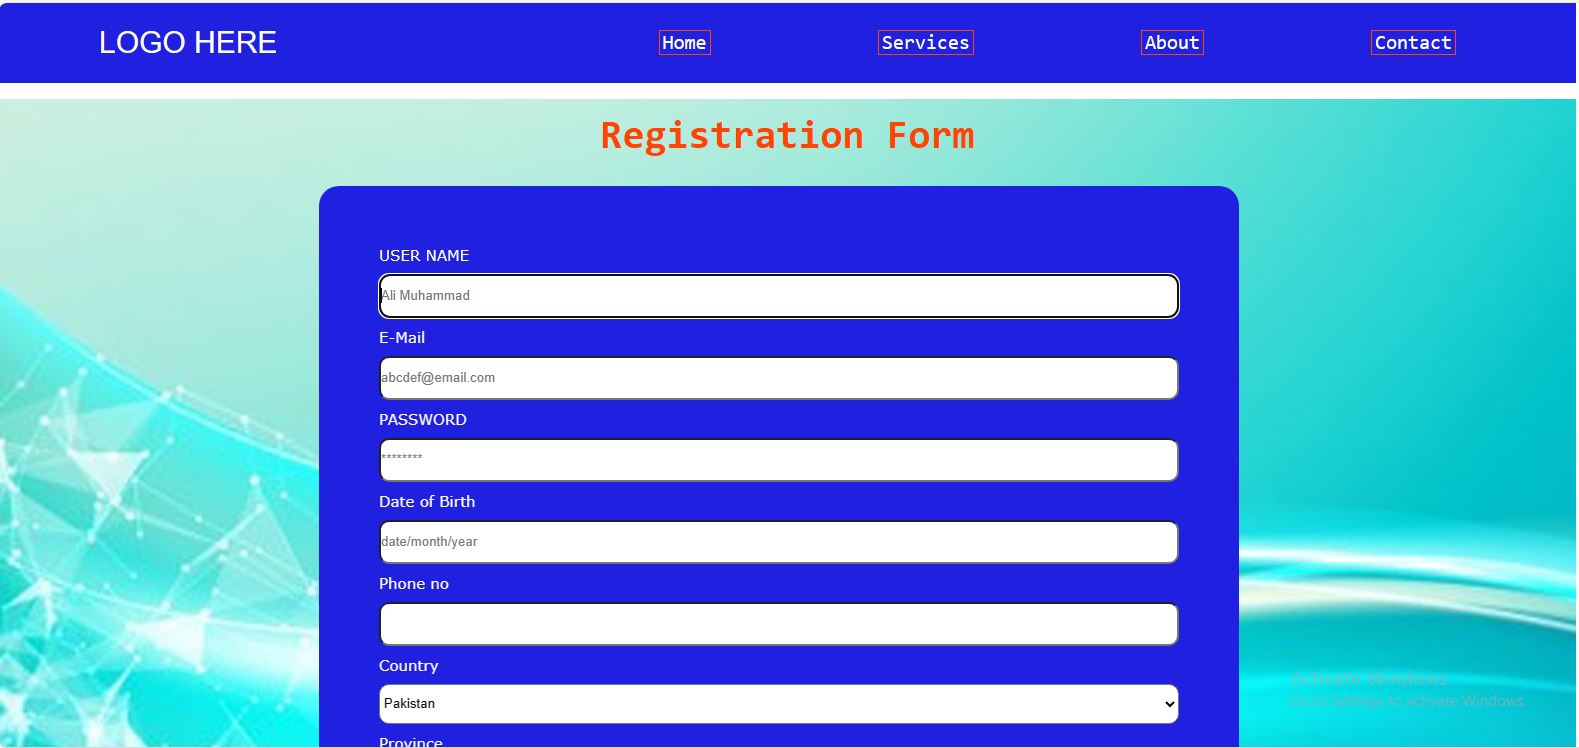 LOGO HERE
Home Services About Contact
Registration Form
USER NAME
Ali Muhammad
E-Mail
abcdef@email.com
PASSWORD
********
Date of Birth
date/month/year
Phone no
Country
Pakistan
Province
Activate Windows
Go to Settings to activate Windows.